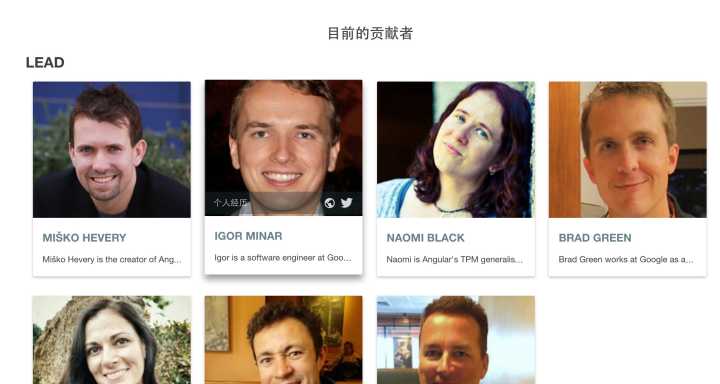 目前的贡献者
LEAD
个人经历
MIŠKO HEVERY
IGOR MINAR
NAOMI BLACK
BRAD GREEN
Miško Hevery is the creator of Ang...
Igor is a software engineer at Goo...
Naomi is Angular's TPM generalis...
Brad Green works at Google as a...